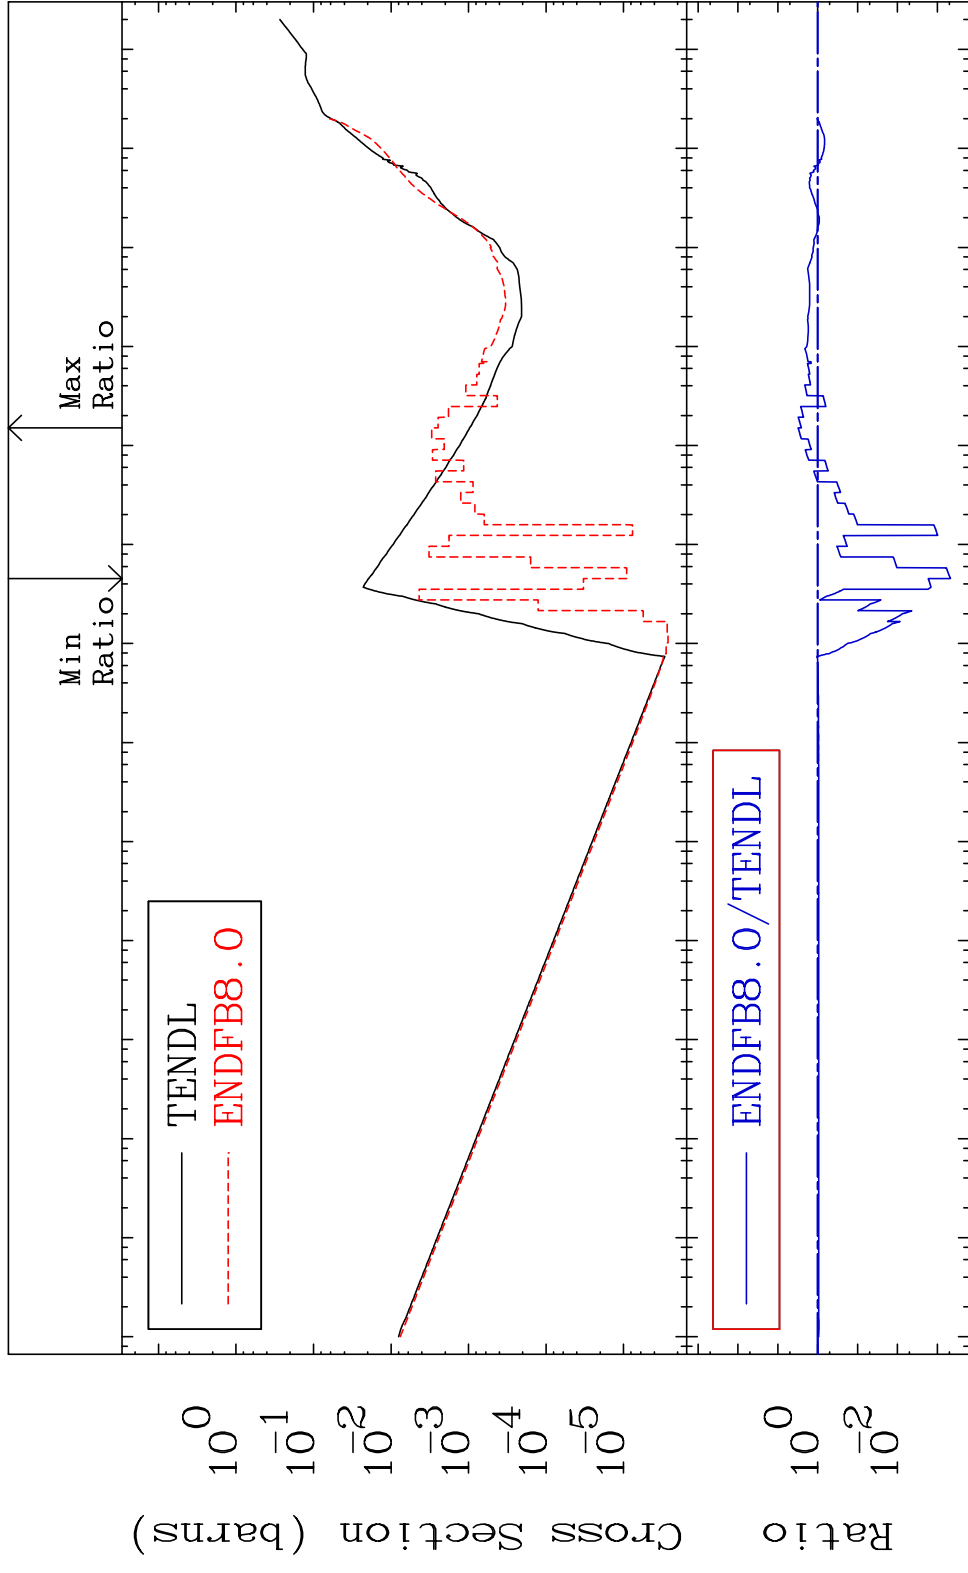 Min
Ratio
Max
Ratio
TENDL
ENDFB8.0
ENDFB8.0/TENDL
10^0
10^-1
10^-2
10^-3
10^-4
10^-5
Cross Section (barns)
10^0
10^-2
Ratio